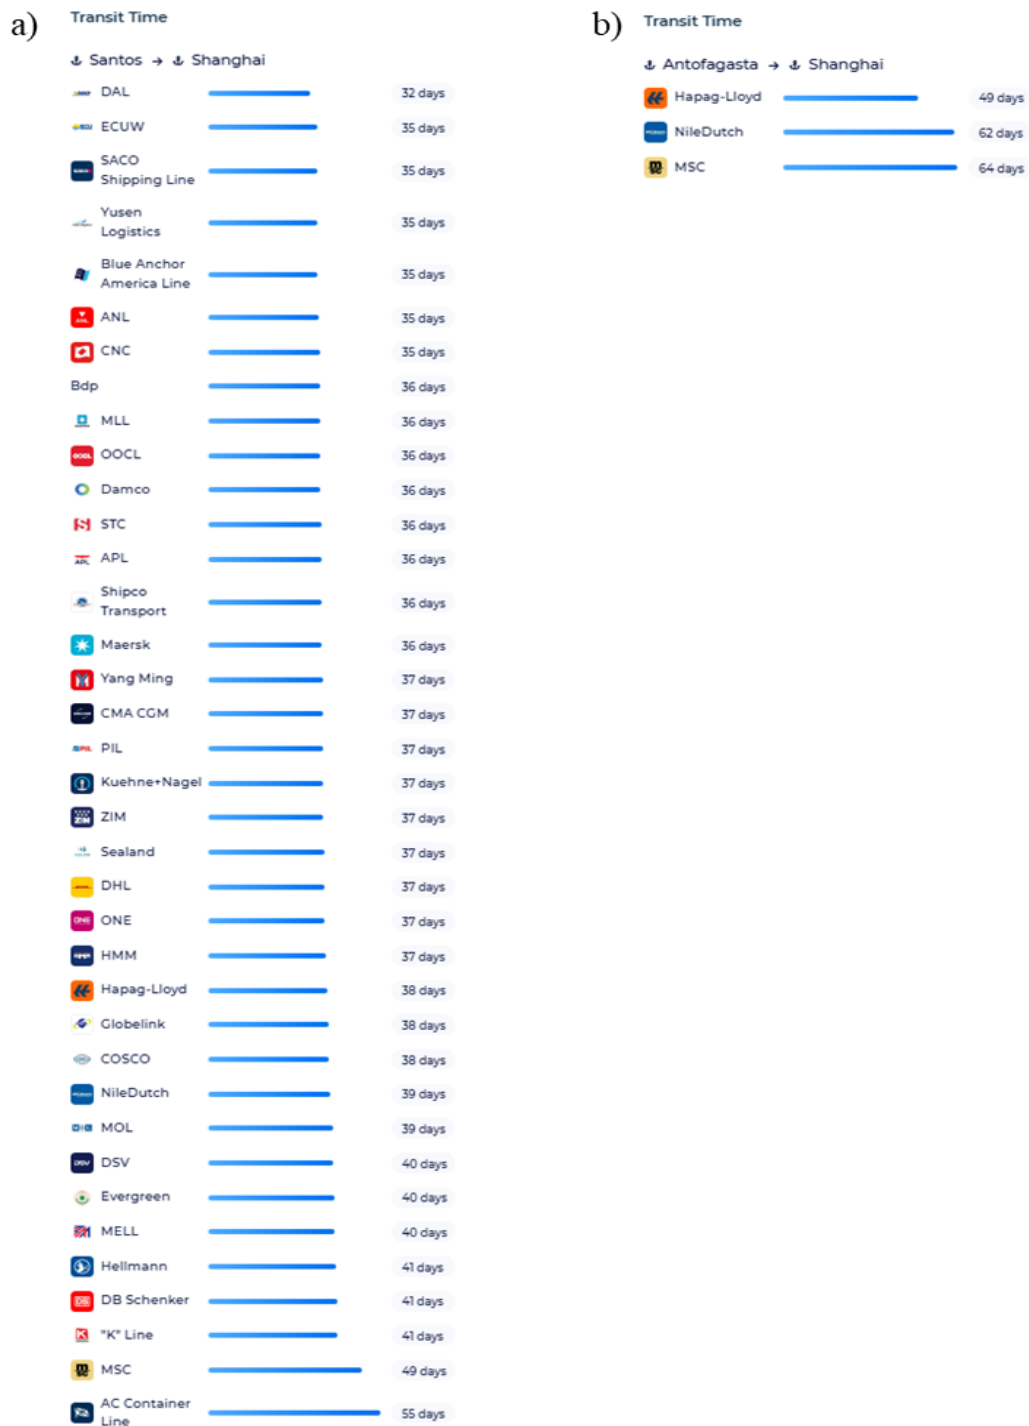 a)
Transit Time
Santos → Shanghai
DAL 32 days
ECUW 35 days
SACO
Shipping Line 35 days
Yusen
Logistics 35 days
Blue Anchor
America Line 35 days
ANL 35 days
CNC 35 days
Bdp 36 days
MLL 36 days
OOCL 36 days
Damco 36 days
STC 36 days
APL 36 days
Shipco
Transport 36 days
Maersk 36 days
Yang Ming 37 days
CMA CGM 37 days
PIL 37 days
Kuehne+Nagel 37 days
ZIM 37 days
Sealand 37 days
DHL 37 days
ONE 37 days
HMM 37 days
Hapag-Lloyd 38 days
Globelink 38 days
COSCO 38 days
NileDutch 39 days
MOL 39 days
DSV 40 days
Evergreen 40 days
MELL 40 days
Hellmann 41 days
DB Schenker 41 days
"K" Line 41 days
MSC 49 days
AC Container
Line 55 days
b)
Transit Time
Antofagasta → Shanghai
Hapag-Lloyd 49 days
NileDutch 62 days
MSC 64 days